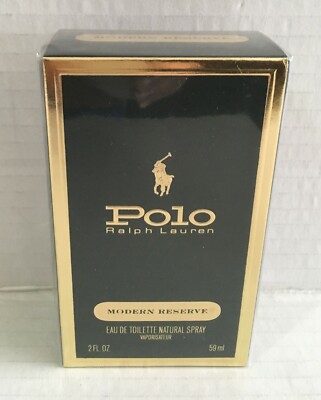 Polo
Ralph Lauren
MODERN RESERVE
EAU DE TOILETTE NATURAL SPRAY
VAPORISATEUR
2 FL. OZ 59 ml